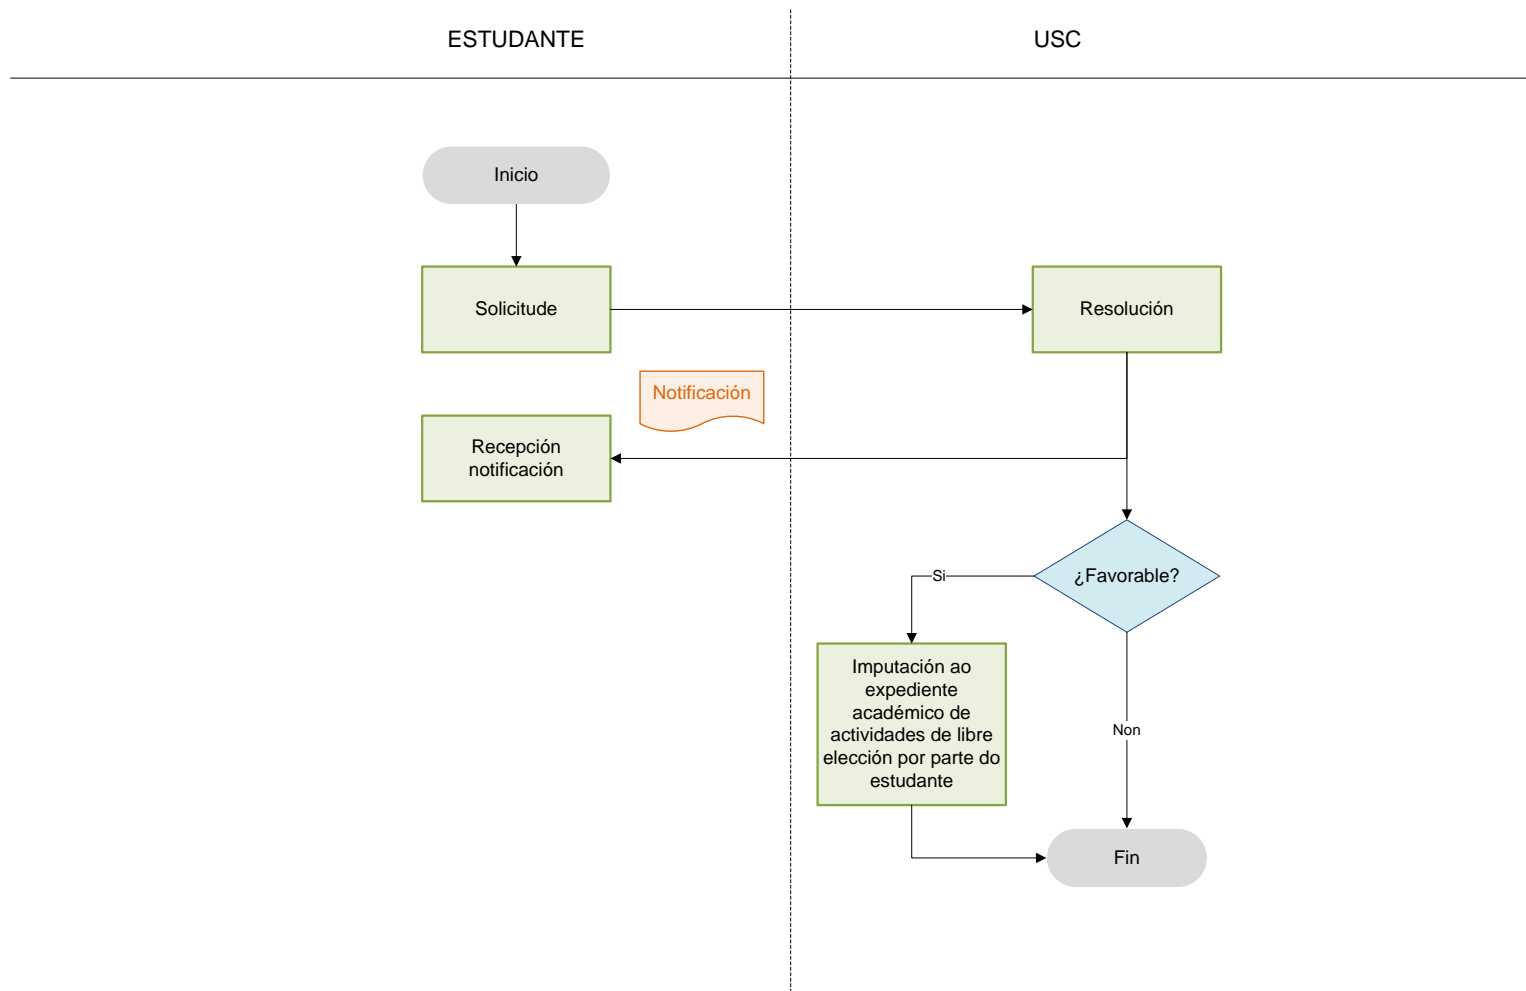 ESTUDANTE
USC
Inicio
Solicitude
Resolución
Notificación
Recepción
notificación
¿Favorable?
Si
Imputación ao
expediente
académico de
actividades de libre
elección por parte do
estudante
Non
Fin